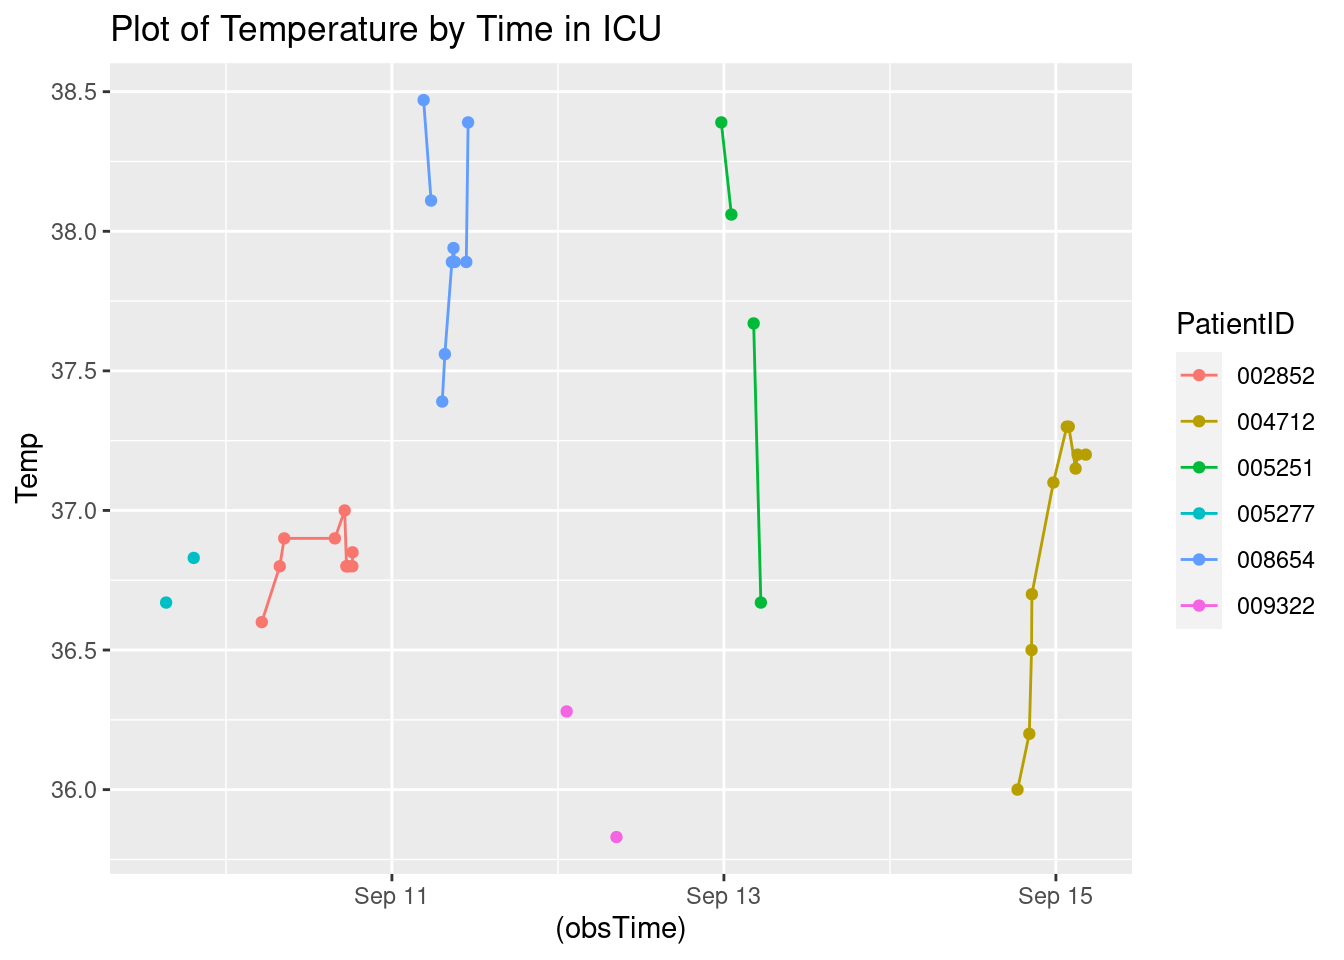 Plot of Temperature by Time in ICU
38.5
38.0
37.5
37.0
36.5
36.0
Temp
Sep 11
Sep 13
Sep 15
(obsTime)
PatientID
002852
004712
005251
005277
008654
009322